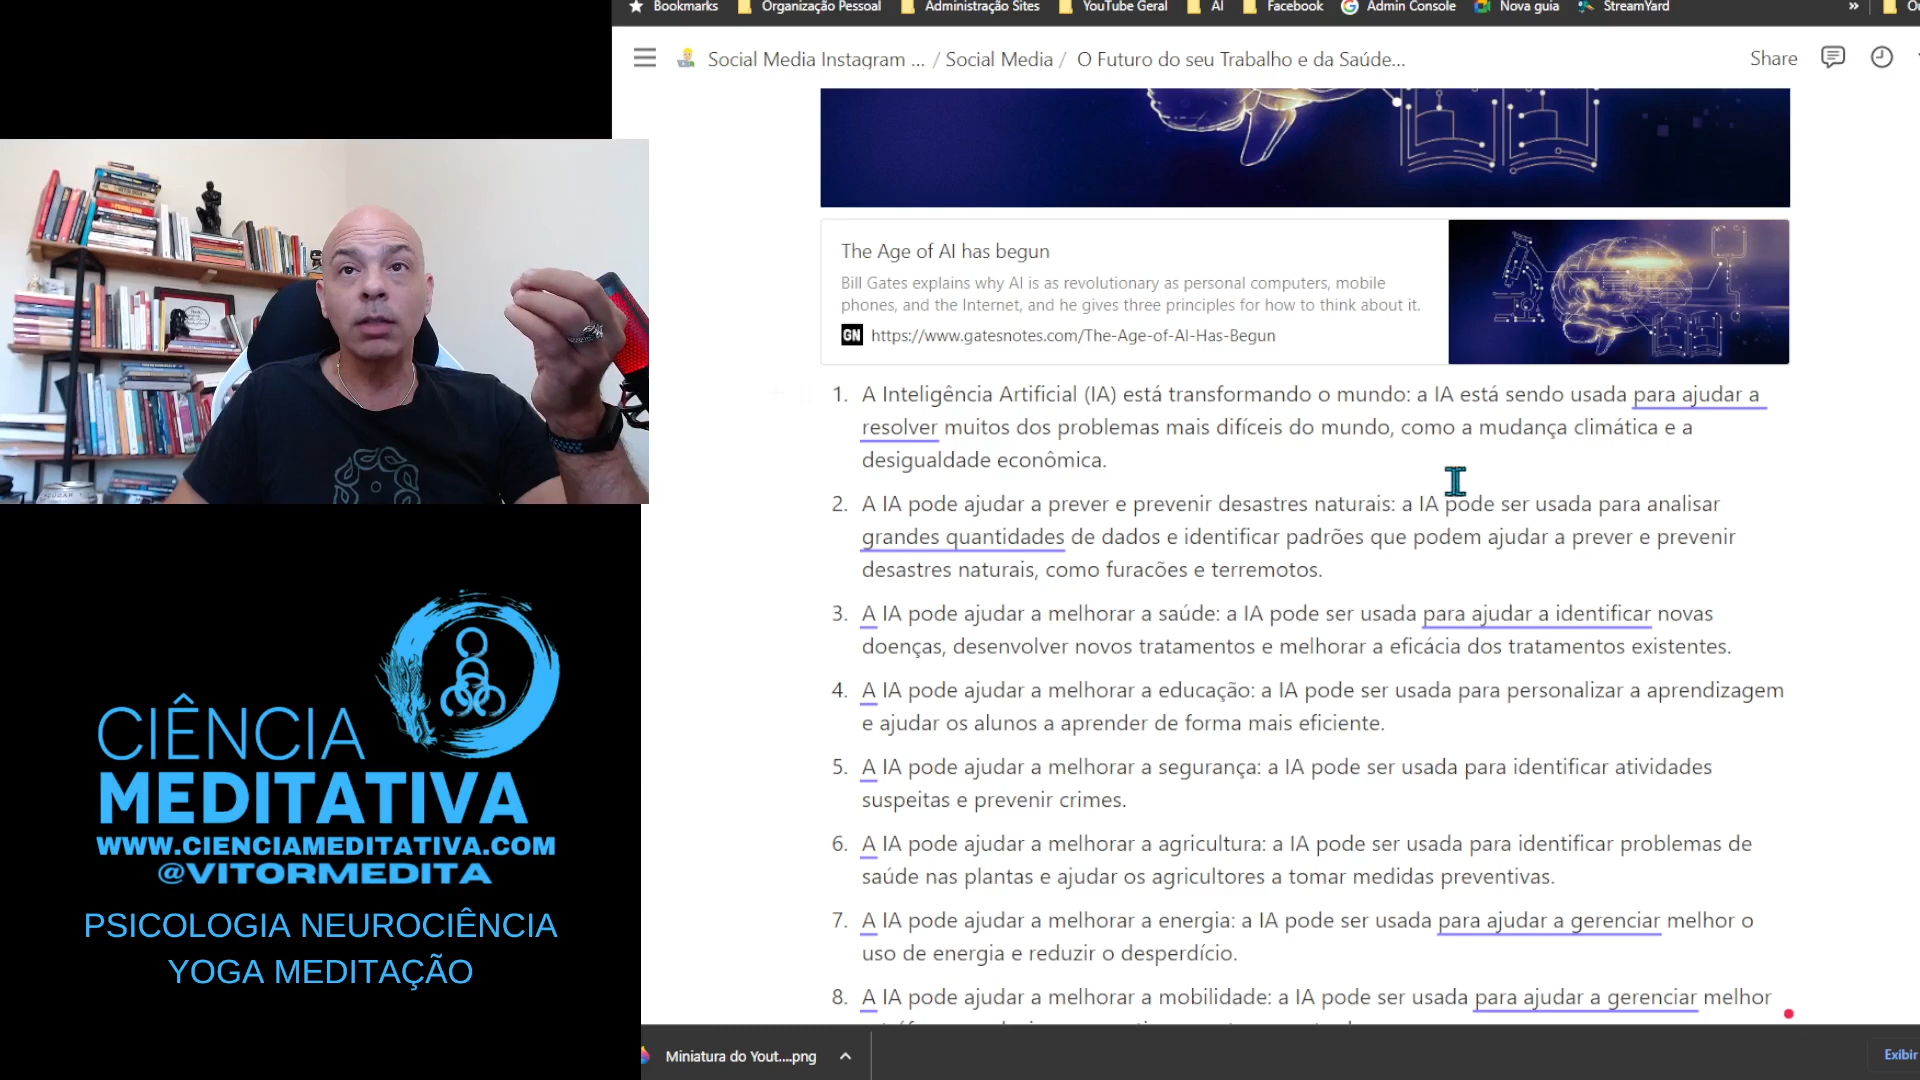 Bookmarks Organização Pessoal Administração Sites YouTube Geral AI Facebook Admin Console Nova guia StreamYard »
Social Media Instagram ... / Social Media / O Futuro do seu Trabalho e da Saúde...
Share
The Age of AI has begun
Bill Gates explains why AI is as revolutionary as personal computers, mobile
phones, and the Internet, and he gives three principles for how to think about it.
GN https://www.gatesnotes.com/The-Age-of-AI-Has-Begun
1. A Inteligência Artificial (IA) está transformando o mundo: a IA está sendo usada para ajudar a
resolver muitos dos problemas mais difíceis do mundo, como a mudança climática e a
desigualdade econômica.
2. A IA pode ajudar a prever e prevenir desastres naturais: a IA pode ser usada para analisar
grandes quantidades de dados e identificar padrões que podem ajudar a prever e prevenir
desastres naturais, como furacões e terremotos.
3. A IA pode ajudar a melhorar a saúde: a IA pode ser usada para ajudar a identificar novas
doenças, desenvolver novos tratamentos e melhorar a eficácia dos tratamentos existentes.
4. A IA pode ajudar a melhorar a educação: a IA pode ser usada para personalizar a aprendizagem
e ajudar os alunos a aprender de forma mais eficiente.
5. A IA pode ajudar a melhorar a segurança: a IA pode ser usada para identificar atividades
suspeitas e prevenir crimes.
6. A IA pode ajudar a melhorar a agricultura: a IA pode ser usada para identificar problemas de
saúde nas plantas e ajudar os agricultores a tomar medidas preventivas.
7. A IA pode ajudar a melhorar a energia: a IA pode ser usada para ajudar a gerenciar melhor o
uso de energia e reduzir o desperdício.
8. A IA pode ajudar a melhorar a mobilidade: a IA pode ser usada para ajudar a gerenciar melhor
Miniatura do Yout....png
Exibir
CIÊNCIA
MEDITATIVA
WWW.CIENCIAMEDITATIVA.COM
@VITORMEDITA
PSICOLOGIA NEUROCIÊNCIA
YOGA MEDITAÇÃO